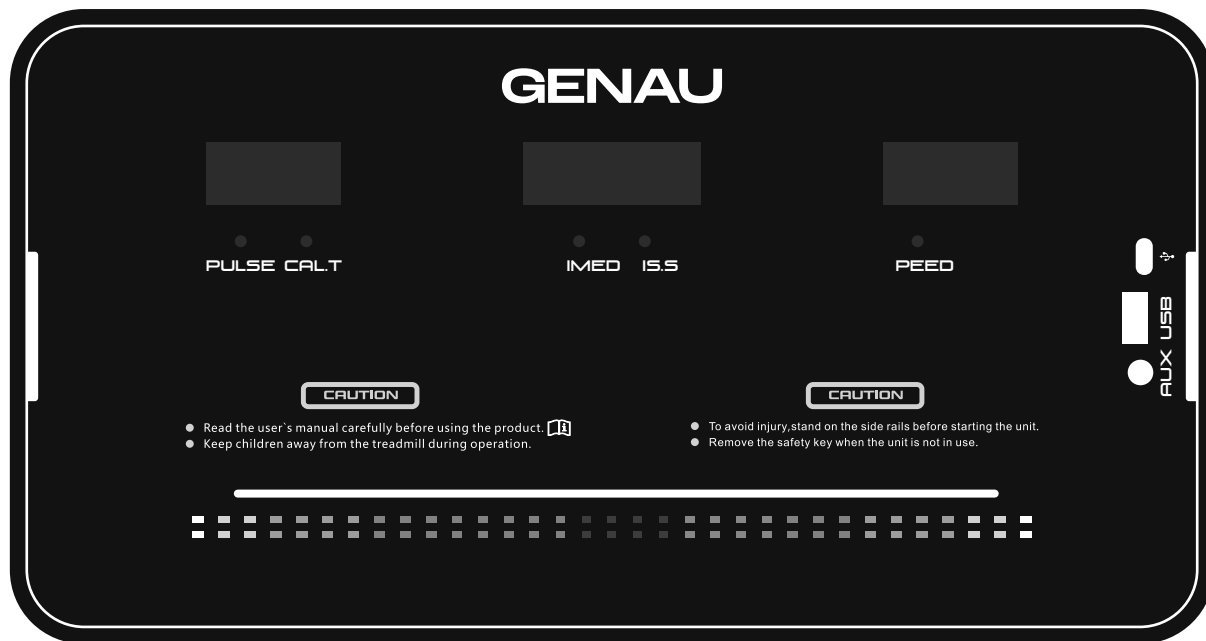 GENAU
PULSE CAL.T IMED IS.S PEED
USB
AUX
CAUTION
Read the user`s manual carefully before using the product.
Keep children away from the treadmill during operation.
CAUTION
To avoid injury,stand on the side rails before starting the unit.
Remove the safety key when the unit is not in use.